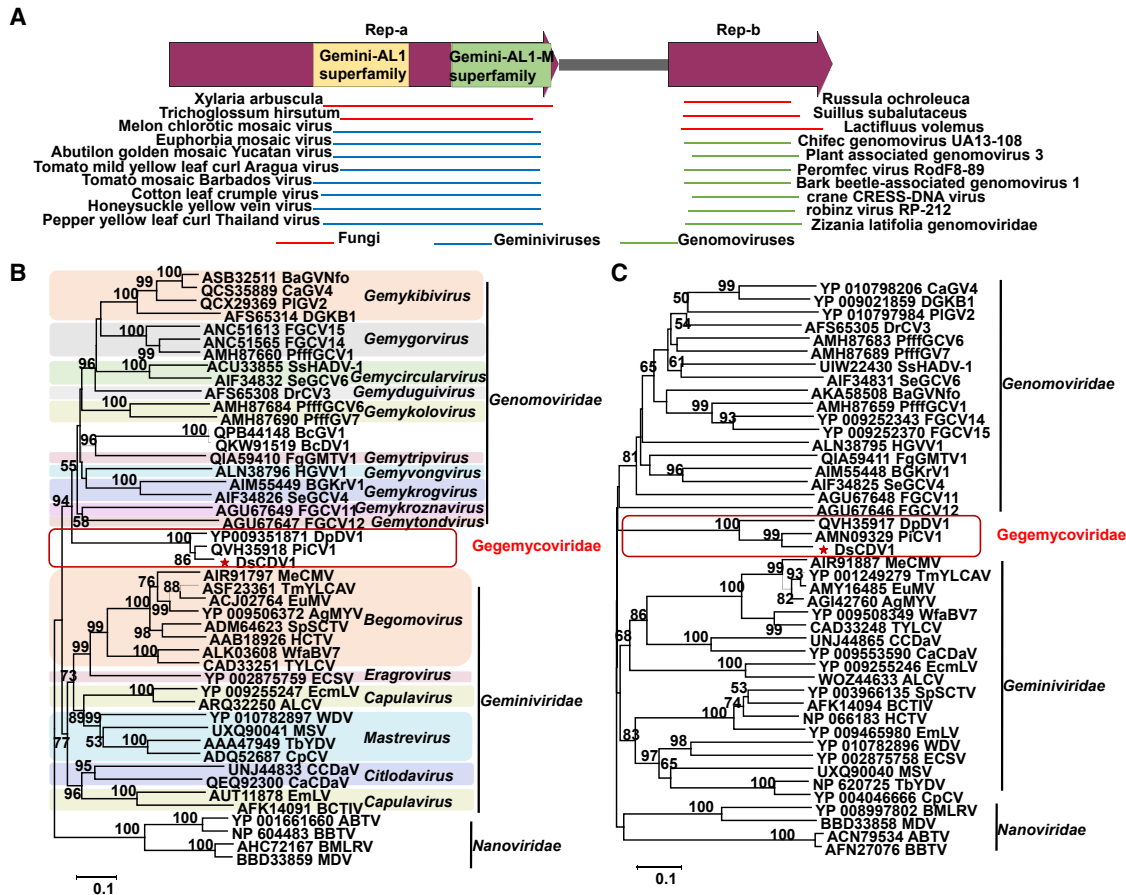 A
Rep-a
Rep-b
Gemini-AL1 superfamily
Gemini-AL1-M superfamily
Xylaria arbuscula
Trichoglossum hirsutum
Melon chlorotic mosaic virus
Euphorbia mosaic virus
Abutilon golden mosaic Yucatan virus
Tomato mild yellow leaf curl Aragua virus
Tomato mosaic Barbados virus
Cotton leaf crumple virus
Honeysuckle yellow vein virus
Pepper yellow leaf curl Thailand virus
Russula ochroleuca
Suillus subalutaceus
Lactifluus volemus
Chifec genomovirus UA13-108
Plant associated genomovirus 3
Peromfec virus RodF8-89
Bark beetle-associated genomovirus 1
crane CRESS-DNA virus
robinz virus RP-212
Zizania latifolia genomoviridae
Fungi
Geminiviruses
Genomoviruses
B
100
99
100
100
99
96
100
100
96
100
55
100
94
58
100
86
76
88
100
99
99
98
99
100
73
100
89
99
53
100
77
95
96
100
100
100
100
ASB32511 BaGVNfo
QCS35889 CaGV4
QCX29369 PlGV2
AFS65314 DGKB1
ANC51613 FGCV15
ANC51565 FGCV14
AMH87660 PfffGCV1
ACU33855 SsHADV-1
AIF34832 SeGCV6
AFS65308 DrCV3
AMH87684 PfffGCV6
AMH87690 PfffGV7
QPB44148 BcGV1
QKW91519 BcDV1
QIA59410 FgGMTV1
ALN38796 HGVV1
AIM55449 BGKrV1
AIF34826 SeGCV4
AGU67649 FGCV11
AGU67647 FGCV12
YP009351871 DpDV1
QVH35918 PiCV1
DsCDV1
AIR91797 MeCMV
ASF23361 TmYLCAV
ACJ02764 EuMV
YP 009506372 AgMYV
ADM64623 SpSCTV
AAB18926 HCTV
ALK03608 WfaBV7
CAD33251 TYLCV
YP 002875759 ECSV
YP 009255247 EcmLV
ARQ32250 ALCV
YP 010782897 WDV
UXQ90041 MSV
AAA47949 TbYDV
ADQ52687 CpCV
UNJ44833 CCDaV
QEQ92300 CaCDaV
AUT11878 EmLV
AFK14091 BCTIV
YP 001661660 ABTV
NP 604483 BBTV
AHC72167 BMLRV
BBD33859 MDV
Gemykibivirus
Gemygorvirus
Gemycircularvirus
Gemyduguivirus
Gemykolovirus
Gemytripvirus
Gemyvongvirus
Gemykrogvirus
Gemykroznavirus
Gemytondvirus
Begomovirus
Eragrovirus
Capulavirus
Mastrevirus
Citlodavirus
Capulavirus
Genomoviridae
Gegemycoviridae
Geminiviridae
Nanoviridae
0.1
C
99
50
54
61
65
99
93
96
81
100
99
99
93
100
82
86
99
100
68
100
53
74
100
83
98
97
65
100
100
100
YP 010798206 CaGV4
YP 009021859 DGKB1
YP 010797984 PlGV2
AFS65305 DrCV3
AMH87683 PfffGCV6
AMH87689 PfffGV7
UIW22430 SsHADV-1
AIF34831 SeGCV6
AKA58508 BaGVNfo
AMH87659 PfffGCV1
YP 009252343 FGCV14
YP 009252370 FGCV15
ALN38795 HGVV1
QIA59411 FgGMTV1
AIM55448 BGKrV1
AIF34825 SeGCV4
AGU67648 FGCV11
AGU67646 FGCV12
QVH35917 DpDV1
AMN09329 PiCV1
DsCDV1
AIR91887 MeCMV
YP 001249279 TmYLCAV
AMY16485 EuMV
AGI42760 AgMYV
YP 009508349 WfaBV7
CAD33248 TYLCV
UNJ44865 CCDaV
YP 009553590 CaCDaV
YP 009255246 EcmLV
WOZ44633 ALCV
YP 003966135 SpSCTV
AFK14094 BCTIV
NP 066183 HCTV
YP 009465980 EmLV
YP 010782896 WDV
YP 002875758 ECSV
UXQ90040 MSV
NP 620725 TbYDV
YP 004046666 CpCV
YP 008997802 BMLRV
BBD33858 MDV
ACN79534 ABTV
AFN27076 BBTV
Genomoviridae
Gegemycoviridae
Geminiviridae
Nanoviridae
0.1